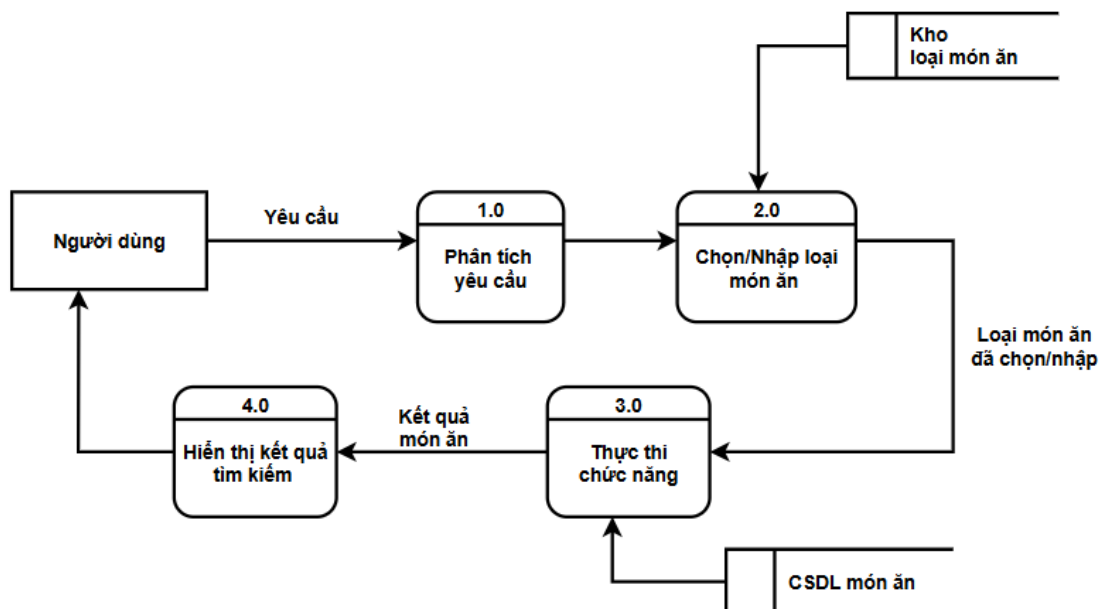 Kho
loại món ăn
Người dùng
Yêu cầu
1.0
Phân tích
yêu cầu
2.0
Chọn/Nhập loại
món ăn
Loại món ăn
đã chọn/nhập
3.0
Thực thi
chức năng
Kết quả
món ăn
4.0
Hiển thị kết quả
tìm kiếm
CSDL món ăn